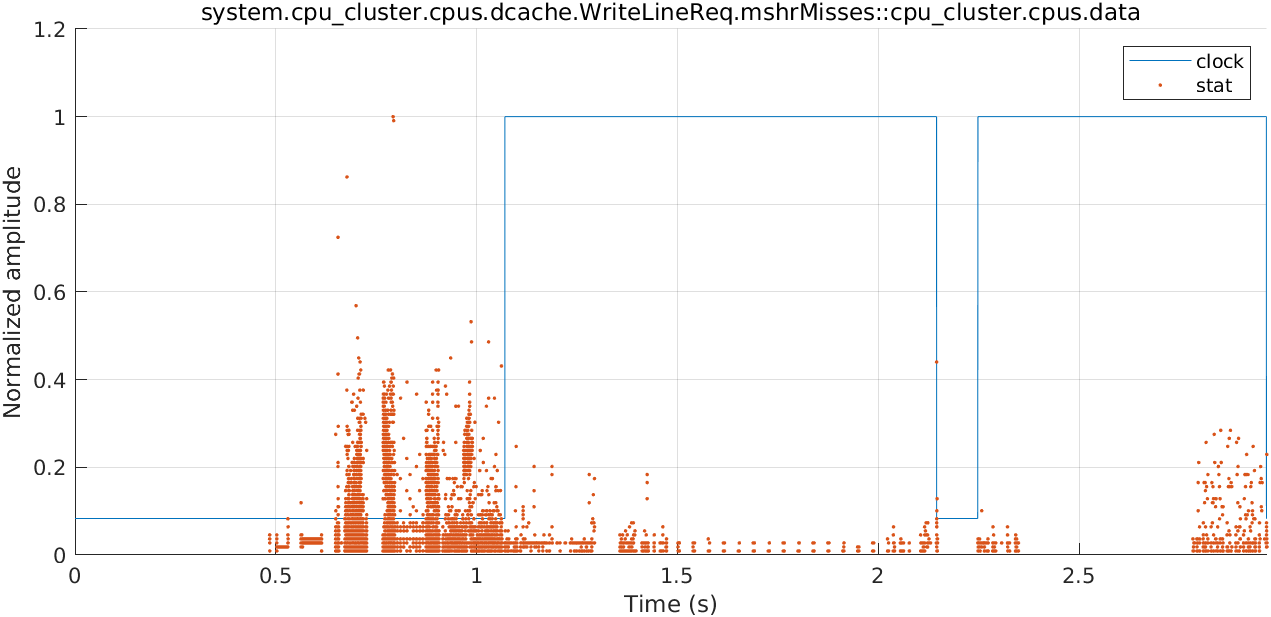 system.cpu_cluster.cpus.dcache.WriteLineReq.mshrMisses::cpu_cluster.cpus.data
1.2
1
0.8
0.6
0.4
0.2
0
Normalized amplitude
clock
stat
0 0.5 1 1.5 2 2.5
Time (s)